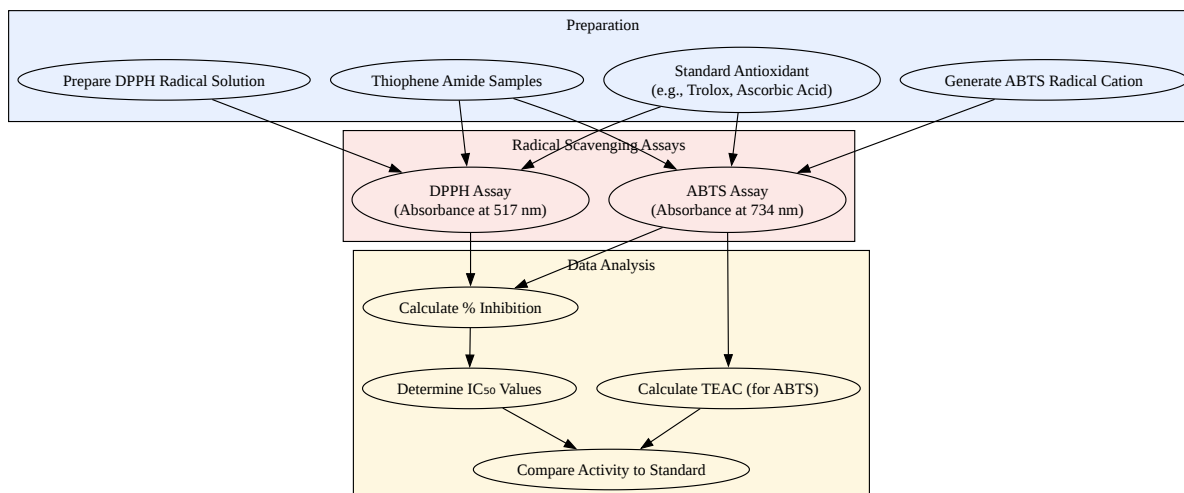 Preparation
Prepare DPPH Radical Solution
Thiophene Amide Samples
Standard Antioxidant
(e.g., Trolox, Ascorbic Acid)
Generate ABTS Radical Cation
Radical Scavenging Assays
DPPH Assay
(Absorbance at 517 nm)
ABTS Assay
(Absorbance at 734 nm)
Data Analysis
Calculate % Inhibition
Determine IC₅₀ Values
Calculate TEAC (for ABTS)
Compare Activity to Standard